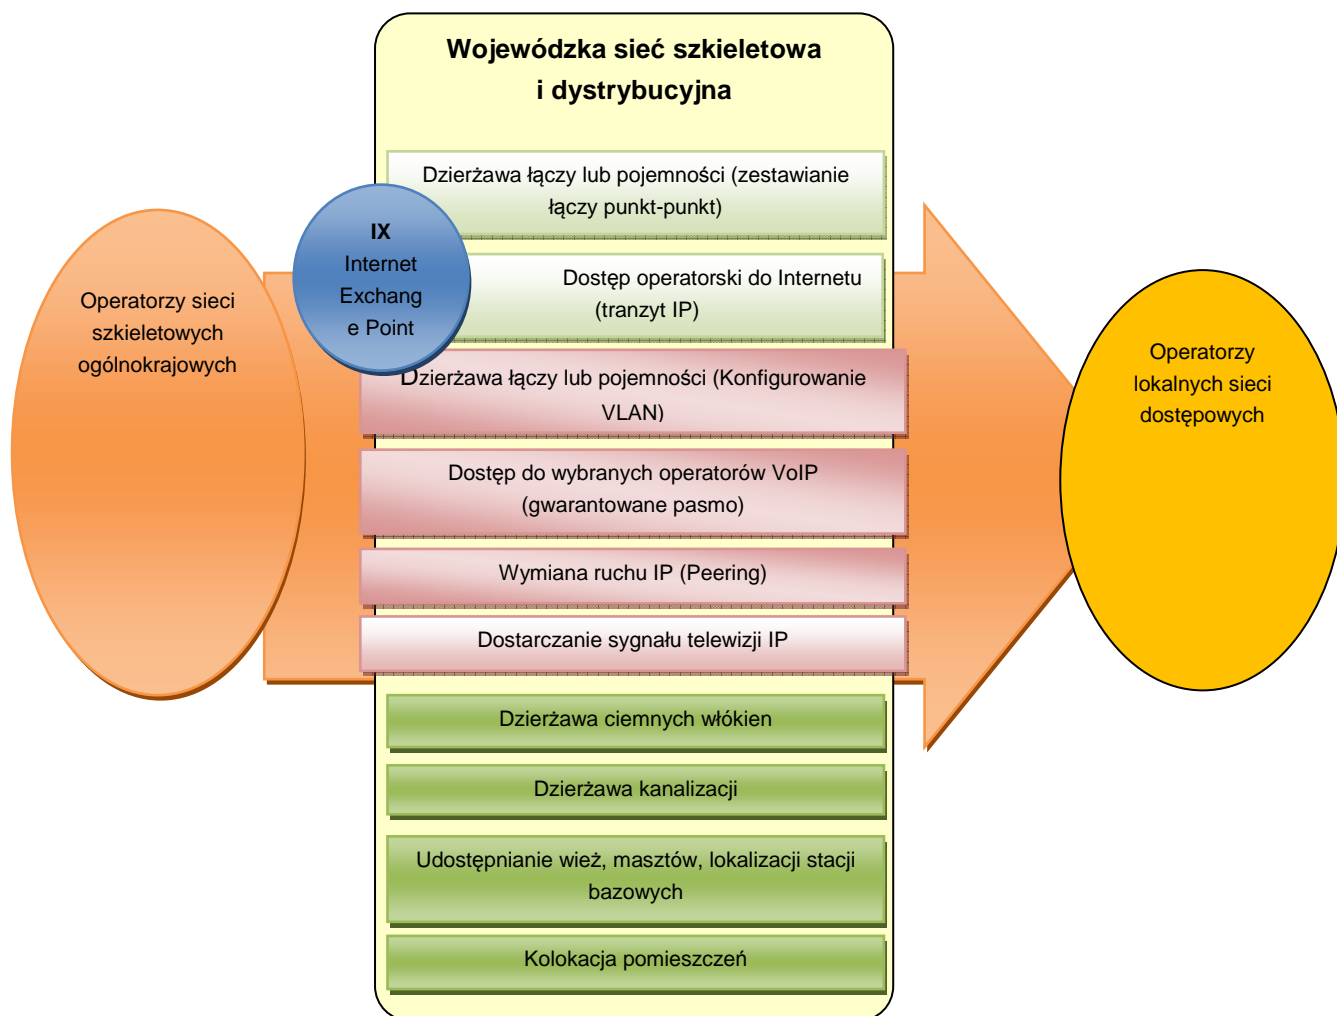 Wojewódzka sieć szkieletowa
i dystrybucyjna
Dzierżawa łączy lub pojemności (zestawianie
łączy punkt-punkt)
IX
Internet
Exchang
e Point
Dostęp operatorski do Internetu
(tranzyt IP)
Operatorzy sieci
szkieletowych
ogólnokrajowych
Dzierżawa łączy lub pojemności (Konfigurowanie
VLAN)
Operatorzy
lokalnych sieci
dostępowych
Dostęp do wybranych operatorów VoIP
(gwarantowane pasmo)
Wymiana ruchu IP (Peering)
Dostarczanie sygnału telewizji IP
Dzierżawa ciemnych włókien
Dzierżawa kanalizacji
Udostępnianie wież, masztów, lokalizacji stacji
bazowych
Kolokacja pomieszczeń